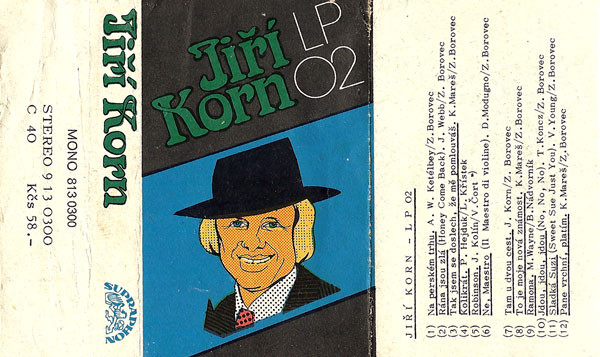 Jiří Korn
MONO 813 0300
STEREO 9 13 0300
C 40 Kčs 58.-
SUPRAPHON
Jiří
Korn
LP
02
JIŘÍ KORN - LP 02
(1) Na perském trhu. A. W. Ketèlbey/Z. Borovec
(2) Rána jsou zlá (Honey Come Back). J. Webb/Z. Borovec
(3) Tak jsem se doslech, že mě pomlouváš. K. Mareš/Z. Borovec
(4) Kolikrát. P. Hejduk/L. Křístek
(5) Robinson. J. Kolín/V. Čort *)
(6) Ne, Maestro (Il Maestro di violine). D. Modugno/Z. Borovec
(7) Tam u dvou cest. J. Korn/Z. Borovec
(8) To je moje nová známost. K. Mareš/Z. Borovec
(9) Ramona. M. Wayne/B. Nádvorník
(10) Jdou, jdou, jdou (No, No, No). T. Koncz/Z. Borovec
(11) Sladká Suzi (Sweet Sue Just You). V. Young/Z. Borovec
(12) Pane vrchní, platím. K. Mareš/Z. Borovec